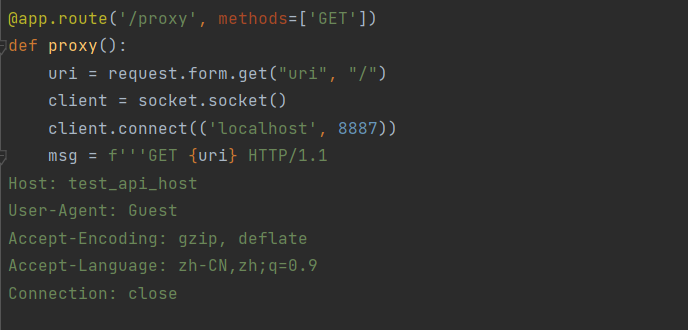 @app.route('/proxy', methods=['GET'])
def proxy():
    uri = request.form.get("uri", "/")
    client = socket.socket()
    client.connect(('localhost', 8887))
    msg = f'''GET {uri} HTTP/1.1
Host: test_api_host
User-Agent: Guest
Accept-Encoding: gzip, deflate
Accept-Language: zh-CN,zh;q=0.9
Connection: close